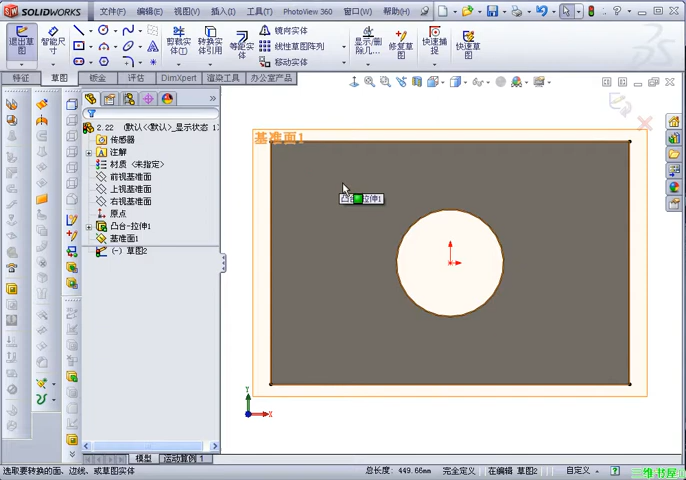 SOLIDWORKS 文件(F) 编辑(E) 视图(V) 插入(I) 工具(T) PhotoView 360 窗口(W) 帮助(H)
退出草图 智能尺寸 剪裁实体(T) 转换实体引用 等距实体 镜向实体 线性草图阵列 移动实体 显示/删除几... 修复草图 快速捕捉 快速草图
特征 草图 钣金 评估 DimXpert 渲染工具 办公室产品
2.22 (默认<<默认>_显示状态 1
传感器
注解
材质 <未指定>
前视基准面
上视基准面
右视基准面
原点
凸台-拉伸1
基准面1
(-) 草图2
基准面1
拉伸1
Y
X
模型 运动算例 1
选取要转换的面、边线、或草图实体 总长度: 449.66mm 完全定义 在编辑 草图2 自定义
三维书屋